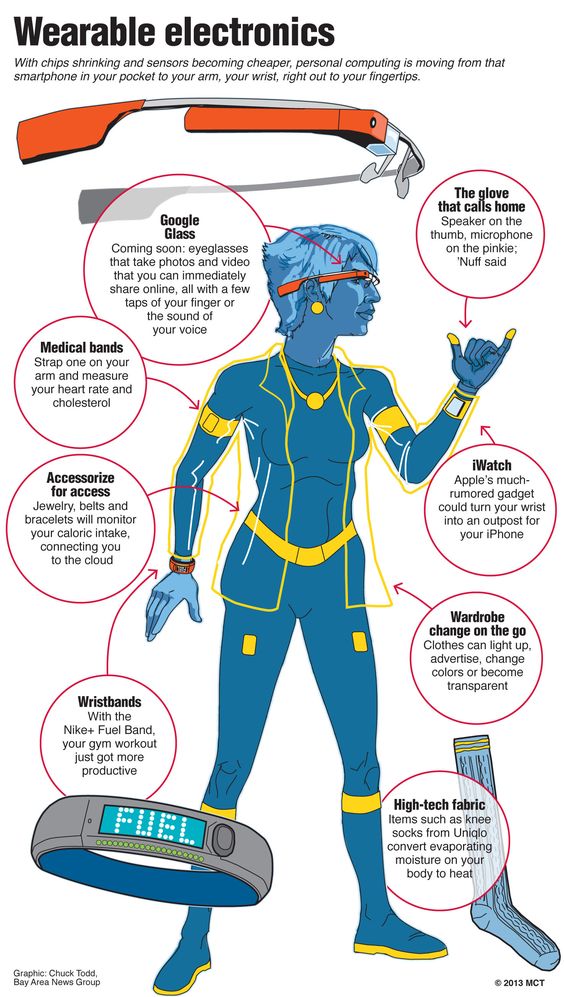 Wearable electronics
With chips shrinking and sensors becoming cheaper, personal computing is moving from that
smartphone in your pocket to your arm, your wrist, right out to your fingertips.
Google
Glass
Coming soon: eyeglasses
that take photos and video
that you can immediately
share online, all with a few
taps of your finger or
the sound of
your voice
The glove
that calls home
Speaker on the
thumb, microphone
on the pinkie;
’Nuff said
Medical bands
Strap one on your
arm and measure
your heart rate and
cholesterol
Accessorize
for access
Jewelry, belts and
bracelets will monitor
your caloric intake,
connecting you
to the cloud
iWatch
Apple’s much-
rumored gadget
could turn your wrist
into an outpost for
your iPhone
Wardrobe
change on the go
Clothes can light up,
advertise, change
colors or become
transparent
Wristbands
With the
Nike+ Fuel Band,
your gym workout
just got more
productive
FUEL
High-tech fabric
Items such as knee
socks from Uniqlo
convert evaporating
moisture on your
body to heat
Graphic: Chuck Todd,
Bay Area News Group
© 2013 MCT